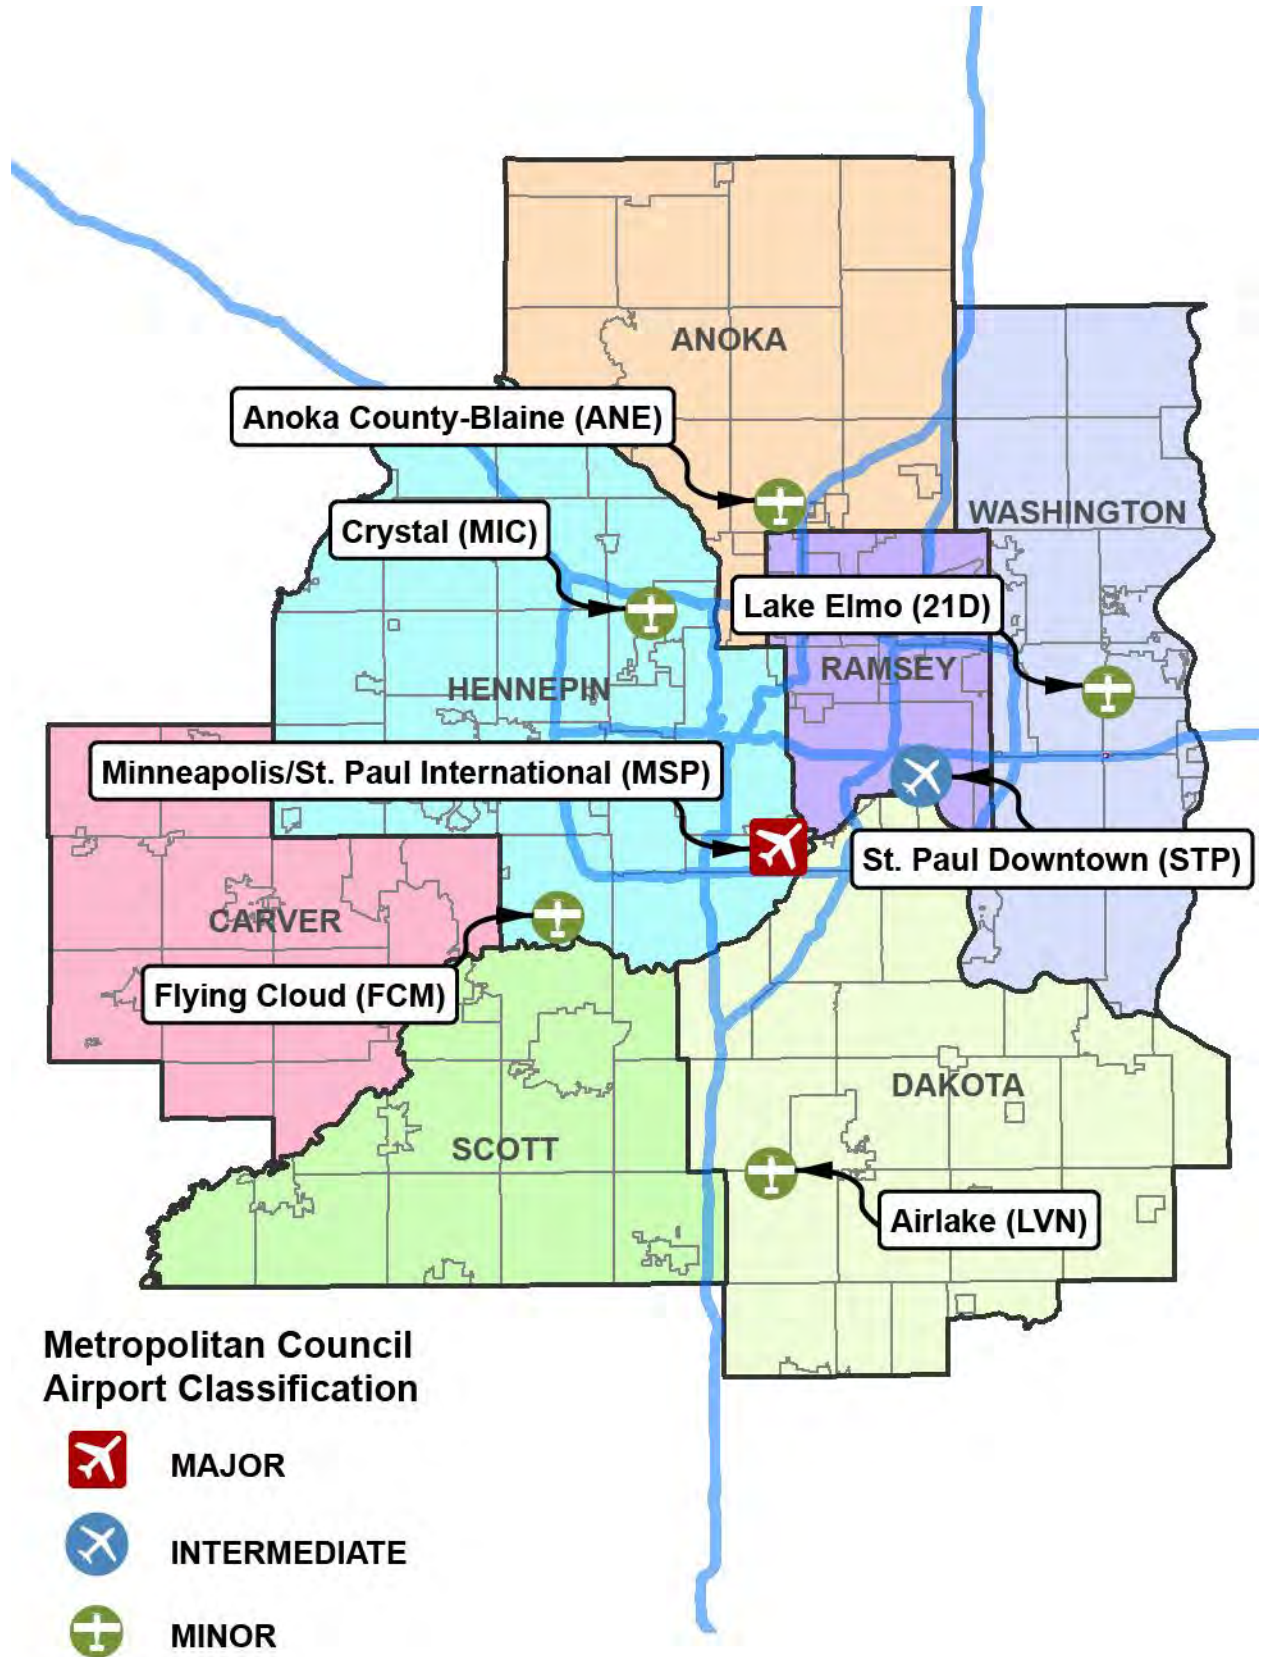 ANOKA
Anoka County-Blaine (ANE)
WASHINGTON
Crystal (MIC)
Lake Elmo (21D)
RAMSEY
HENNEPIN
Minneapolis/St. Paul International (MSP)
St. Paul Downtown (STP)
CARVER
Flying Cloud (FCM)
DAKOTA
SCOTT
Airlake (LVN)
Metropolitan Council
Airport Classification
MAJOR
INTERMEDIATE
MINOR